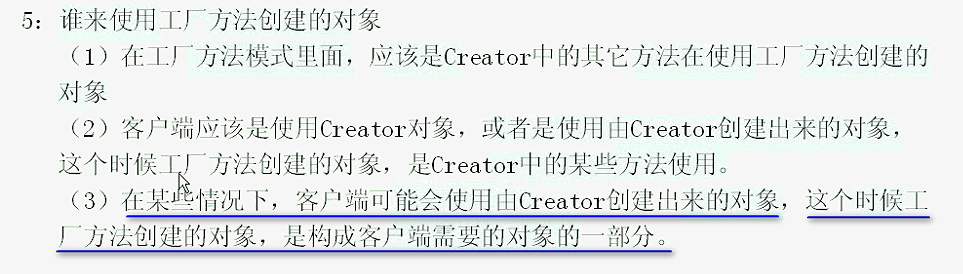 5：谁来使用工厂方法创建的对象
（1）在工厂方法模式里面，应该是Creator中的其它方法在使用工厂方法创建的
对象
（2）客户端应该是使用Creator对象，或者是使用由Creator创建出来的对象，
这个时候工厂方法创建的对象，是Creator中的某些方法使用。
（3）在某些情况下，客户端可能会使用由Creator创建出来的对象，这个时候工
厂方法创建的对象，是构成客户端需要的对象的一部分。